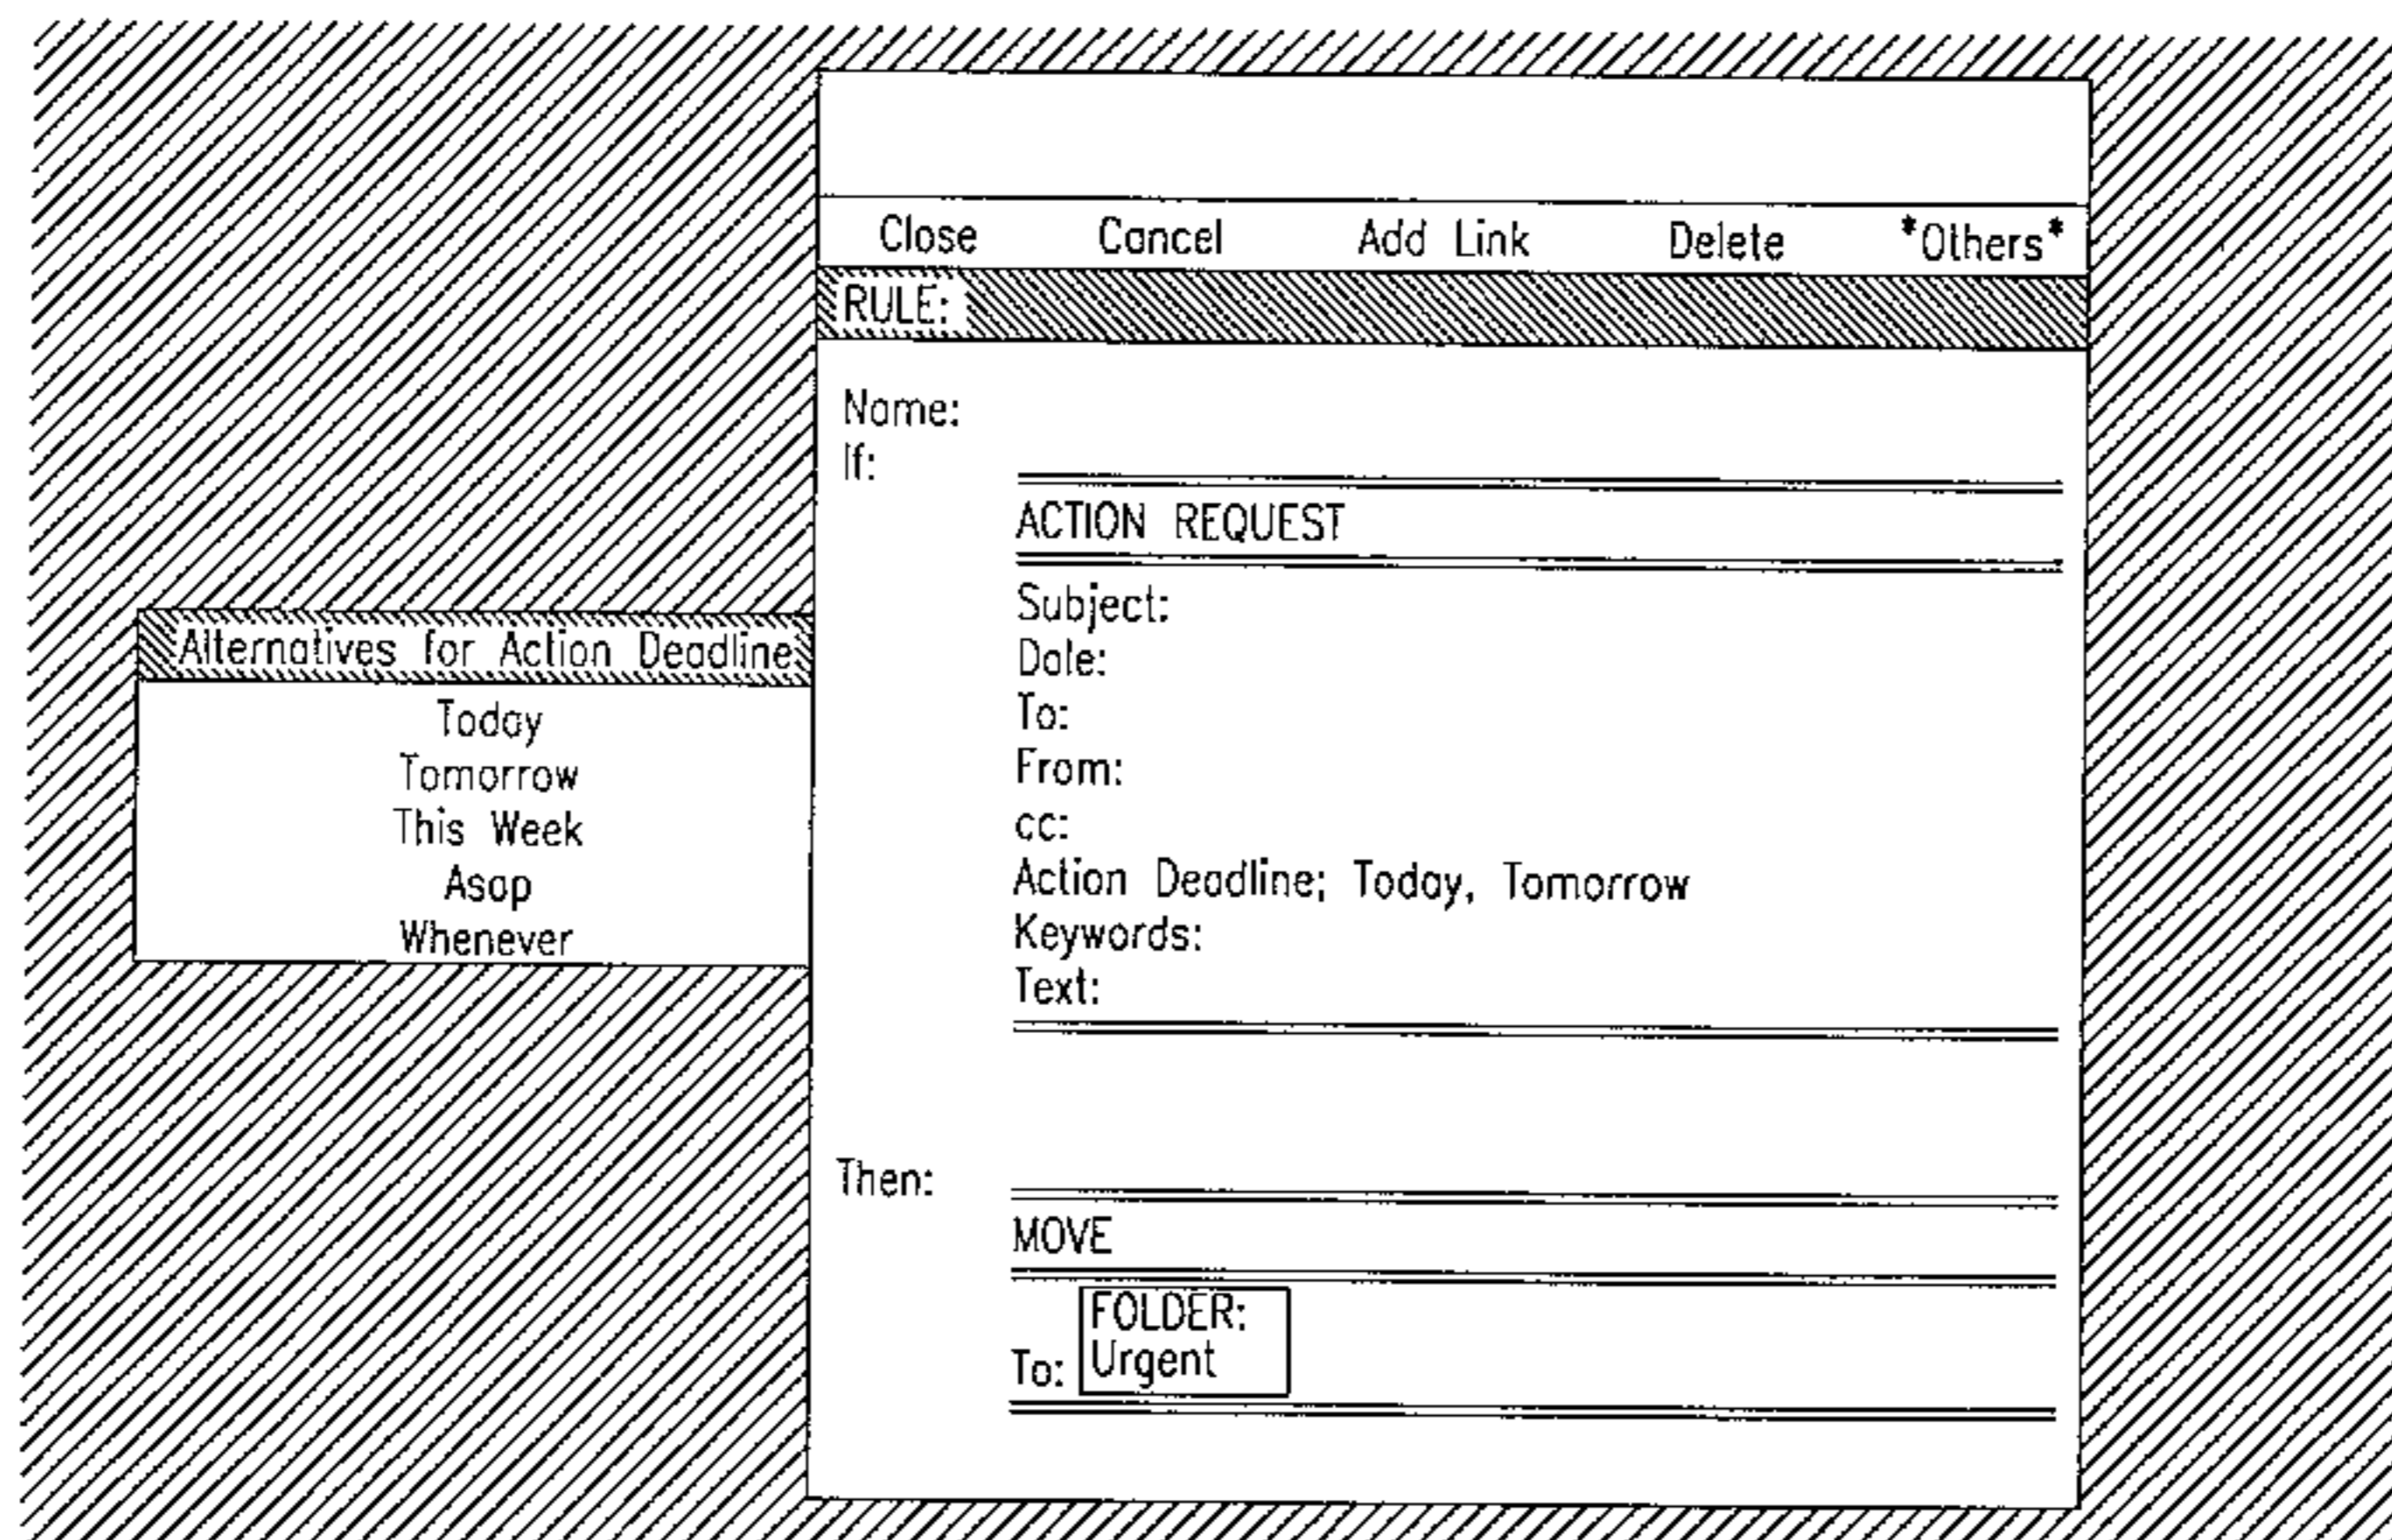 Close Cancel Add Link Delete *Others*
RULE:
Name:
If:
ACTION REQUEST
Subject:
Date:
To:
From:
cc:
Action Deadline; Today, Tomorrow
Keywords:
Text:
Then:
MOVE
FOLDER:
To: Urgent
Alternatives for Action Deadline
Today
Tomorrow
This Week
Asap
Whenever